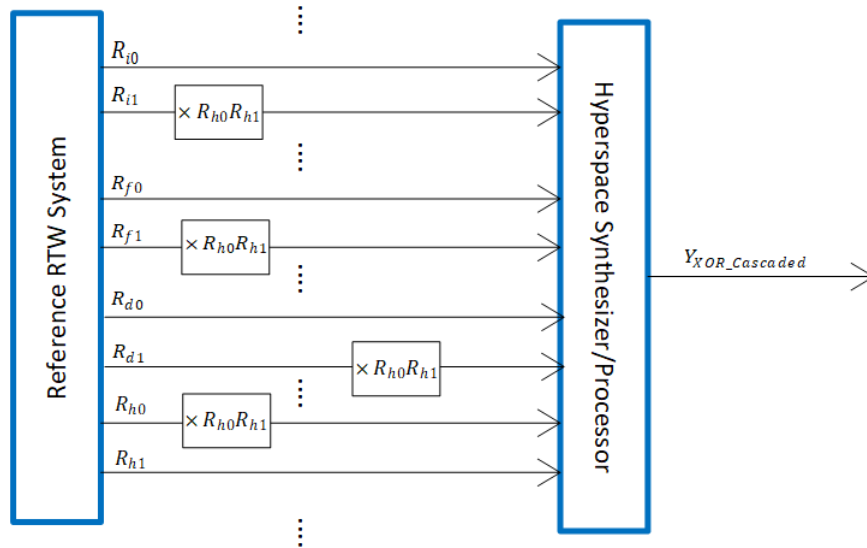 Reference RTW System
R_{i0}
R_{i1}
× R_{h0}R_{h1}
R_{f0}
R_{f1}
× R_{h0}R_{h1}
R_{d0}
R_{d1}
× R_{h0}R_{h1}
R_{h0}
× R_{h0}R_{h1}
R_{h1}
Hyperspace Synthesizer/Processor
Y_{XOR_Cascaded}